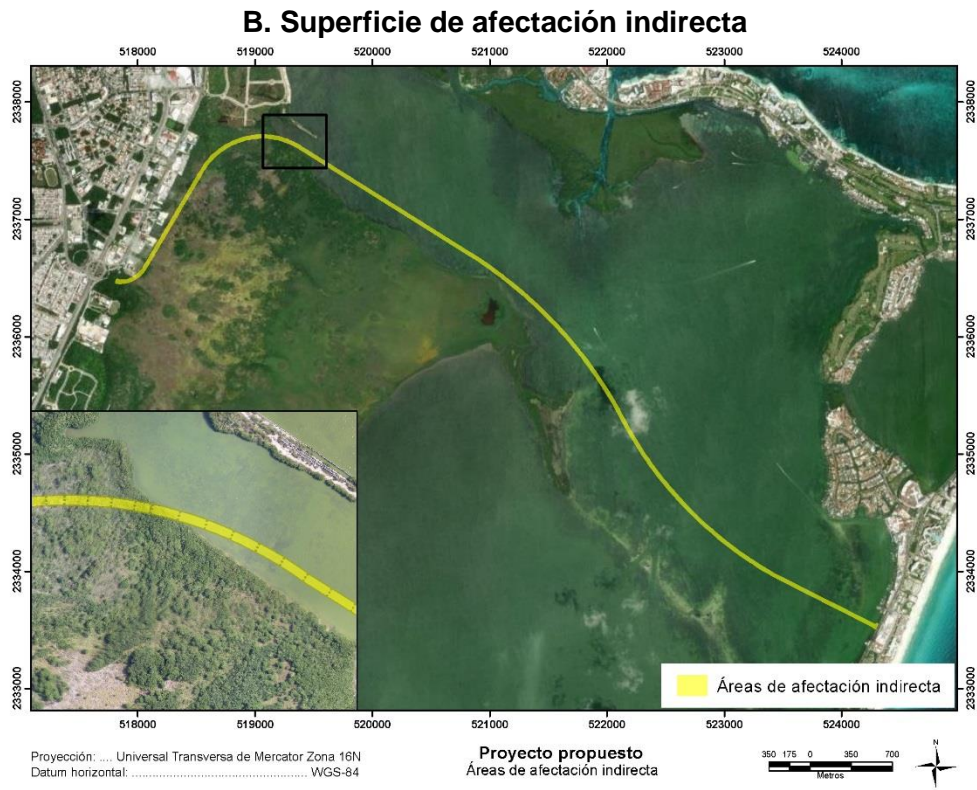 B. Superficie de afectación indirecta
518000 519000 520000 521000 522000 523000 524000
2338000 2338000
2337000 2337000
2336000 2336000
2335000 2335000
2334000 2334000
2333000 2333000
Áreas de afectación indirecta
518000 519000 520000 521000 522000 523000 524000
Proyección: .... Universal Transversa de Mercator Zona 16N
Datum horizontal: .................................................... WGS-84
Proyecto propuesto
Áreas de afectación indirecta
350 175 0 350 700
Metros
N